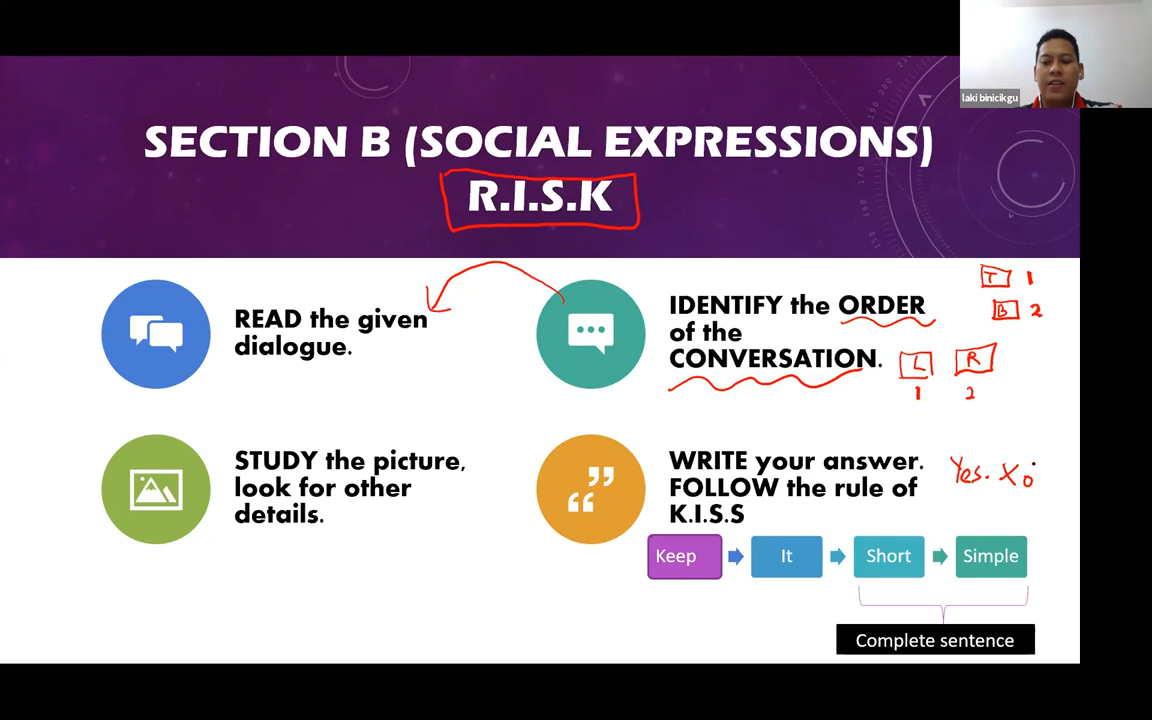 laki binicikgu
SECTION B (SOCIAL EXPRESSIONS)
R.I.S.K
READ the given
dialogue.
IDENTIFY the ORDER
of the
CONVERSATION.
T 1
B 2
L R
1 2
STUDY the picture,
look for other
details.
WRITE your answer.
FOLLOW the rule of
K.I.S.S
Yes. X
Keep It Short Simple
Complete sentence